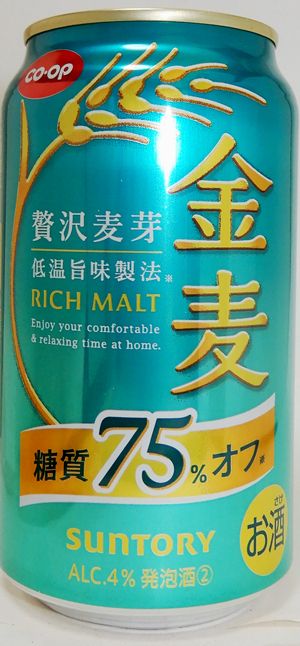 CO・OP
金麦
贅沢麦芽
低温旨味製法※
RICH MALT
Enjoy your comfortable
& relaxing time at home.
糖質75%オフ※
さけ
お酒
SUNTORY
ALC.4% 発泡酒②